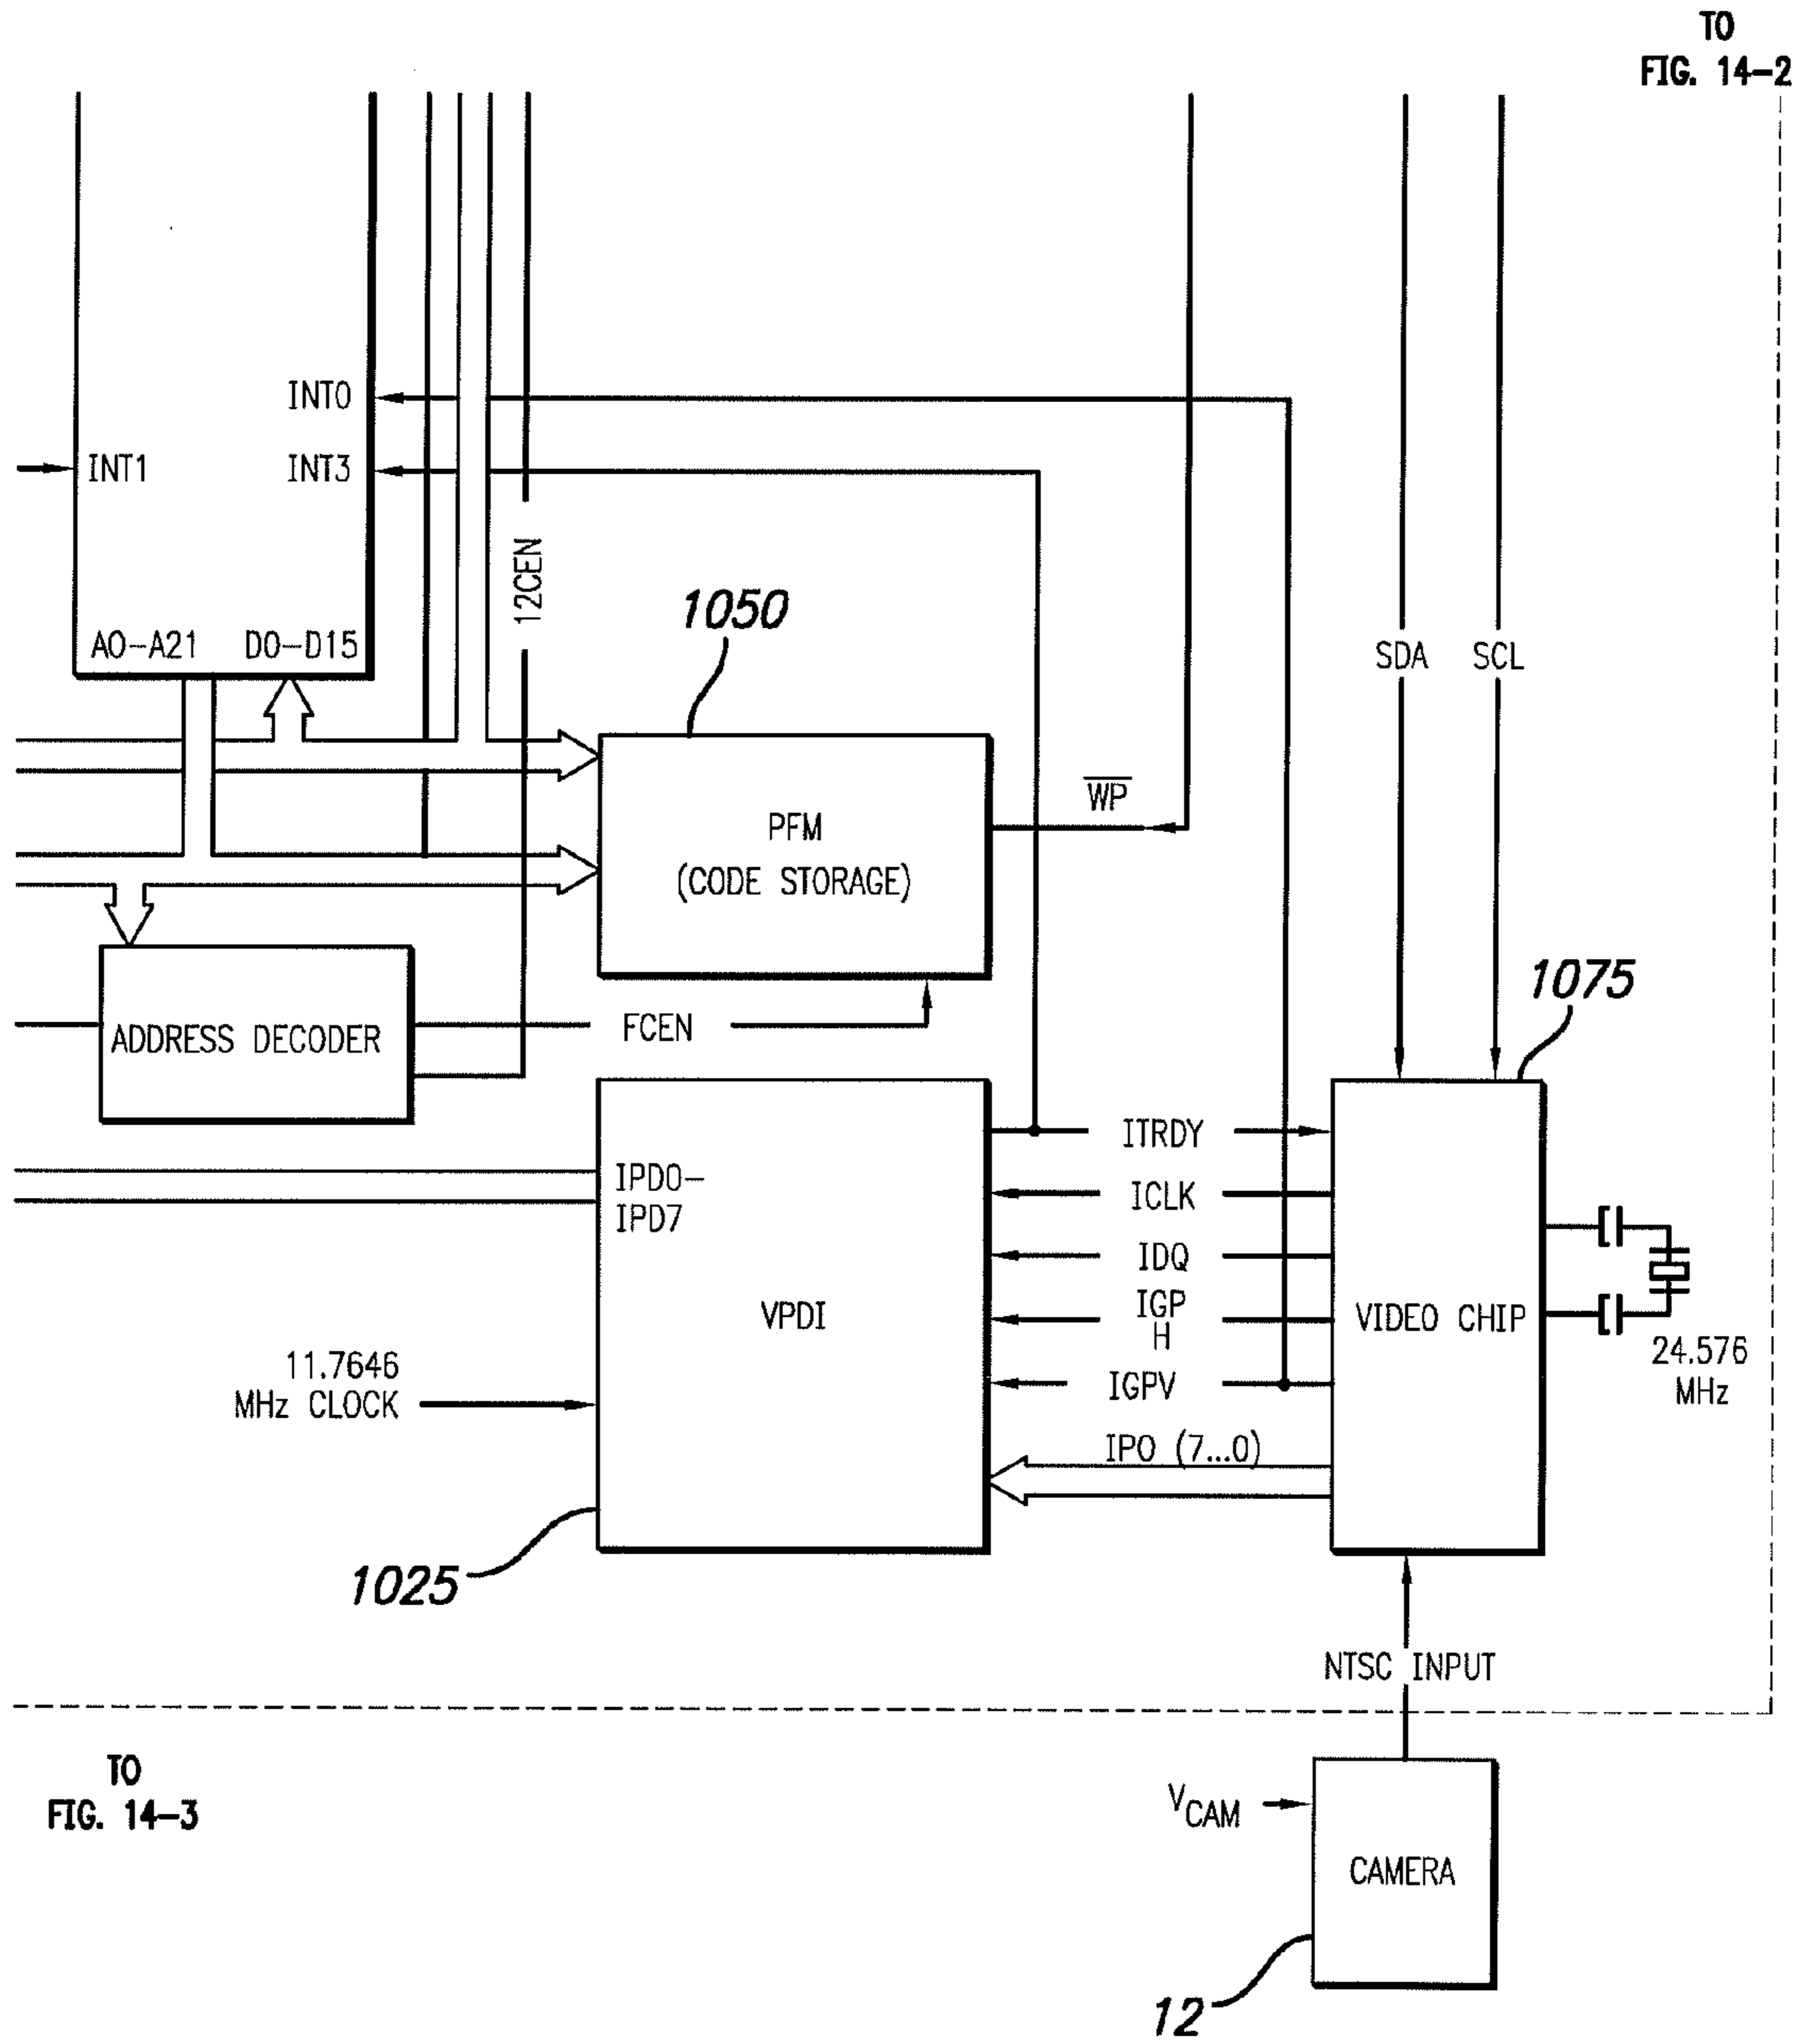 TO
FIG. 14-2
INT0
INT1
INT3
12CEN
1050
A0-A21
D0-D15
SDA
SCL
WP
PFM
(CODE STORAGE)
1075
ADDRESS DECODER
FCEN
ITRDY
IPD0-
IPD7
ICLK
IDQ
IGP
H
VPDI
VIDEO CHIP
11.7646
MHz CLOCK
24.576
MHz
IGPV
IPO (7...0)
1025
NTSC INPUT
TO
FIG. 14-3
VCAM
CAMERA
12